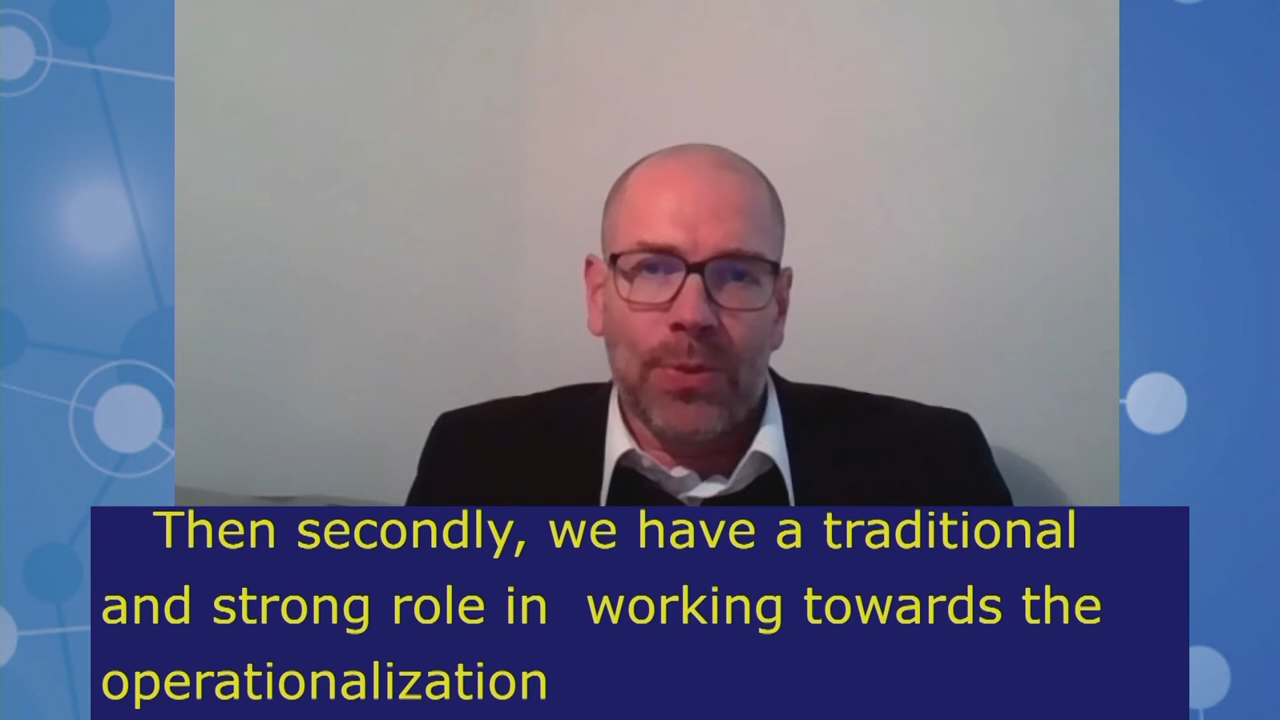 Then secondly, we have a traditional
and strong role in  working towards the
operationalization